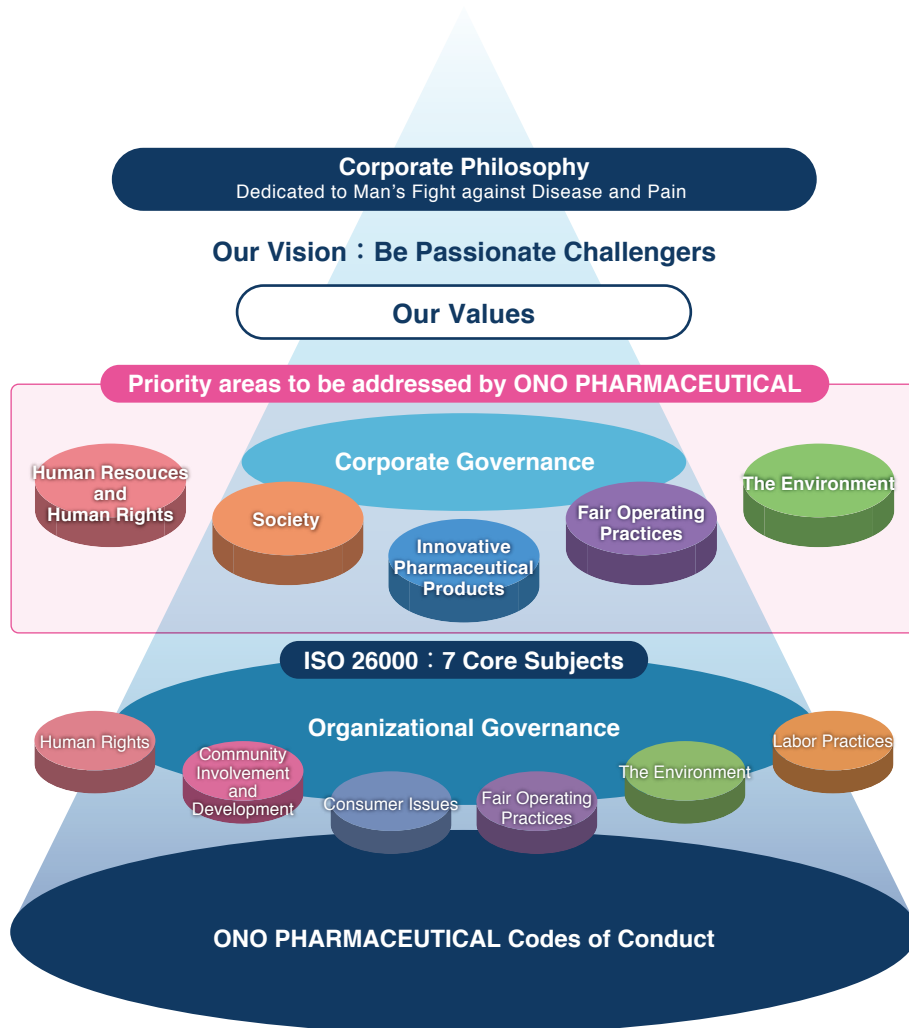 Corporate Philosophy
Dedicated to Man's Fight against Disease and Pain
Our Vision：Be Passionate Challengers
Our Values
Priority areas to be addressed by ONO PHARMACEUTICAL
Corporate Governance
Human Resouces
and
Human Rights
Society
Innovative
Pharmaceutical
Products
Fair Operating
Practices
The Environment
ISO 26000：7 Core Subjects
Organizational Governance
Human Rights
Community
Involvement
and
Development
Consumer Issues
Fair Operating
Practices
The Environment
Labor Practices
ONO PHARMACEUTICAL Codes of Conduct